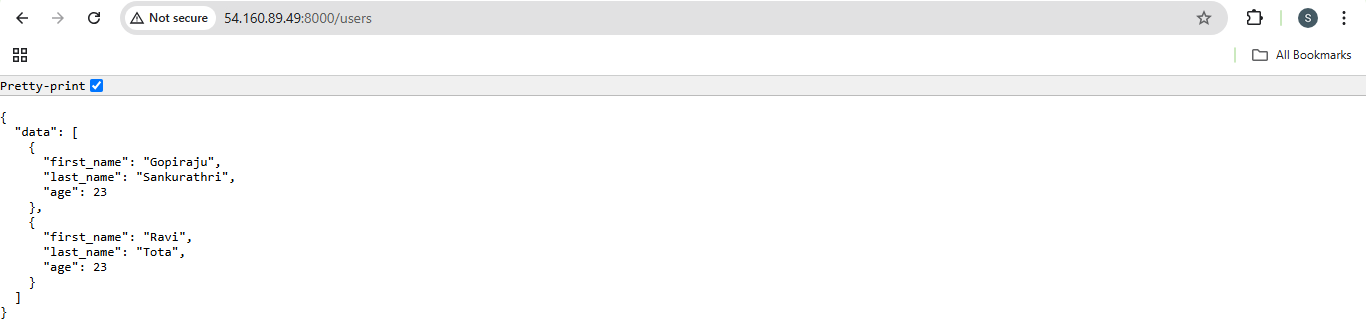 Not secure 54.160.89.49:8000/users S
All Bookmarks
Pretty-print
{
  "data": [
    {
      "first_name": "Gopiraju",
      "last_name": "Sankurathri",
      "age": 23
    },
    {
      "first_name": "Ravi",
      "last_name": "Tota",
      "age": 23
    }
  ]
}